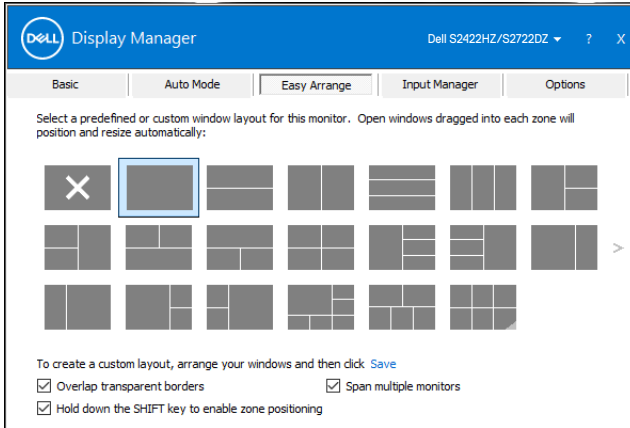 DELL Display Manager Dell S2422HZ/S2722DZ ? X
Basic Auto Mode Easy Arrange Input Manager Options
Select a predefined or custom window layout for this monitor. Open windows dragged into each zone will
position and resize automatically:
>
To create a custom layout, arrange your windows and then click Save
Overlap transparent borders Span multiple monitors
Hold down the SHIFT key to enable zone positioning